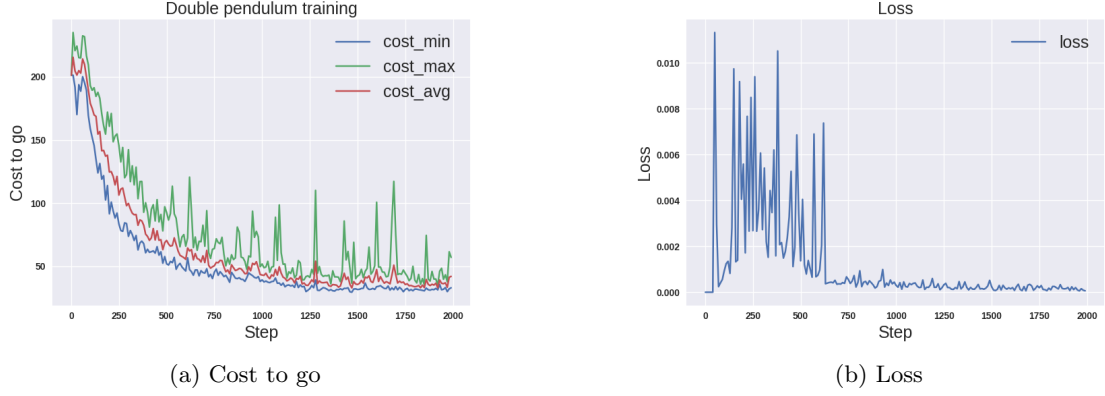 Double pendulum training
cost_min
cost_max
cost_avg
200
150
100
50
Cost to go
0
250
500
750
1000
1250
1500
1750
2000
Step
(a) Cost to go
Loss
loss
0.010
0.008
0.006
0.004
0.002
0.000
Loss
0
250
500
750
1000
1250
1500
1750
2000
Step
(b) Loss